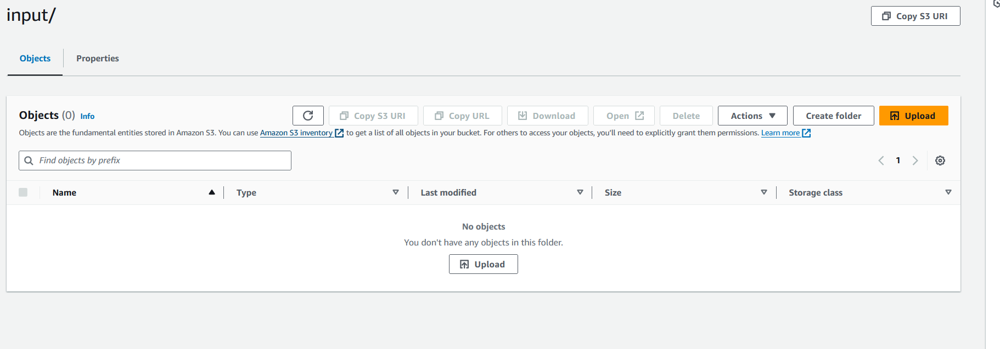 input/
Copy S3 URI
Objects
Properties
Objects (0) Info
Copy S3 URI
Copy URL
Download
Open
Delete
Actions
Create folder
Upload
Objects are the fundamental entities stored in Amazon S3. You can use Amazon S3 inventory to get a list of all objects in your bucket. For others to access your objects, you’ll need to explicitly grant them permissions. Learn more
Find objects by prefix
1
Name
Type
Last modified
Size
Storage class
No objects
You don't have any objects in this folder.
Upload